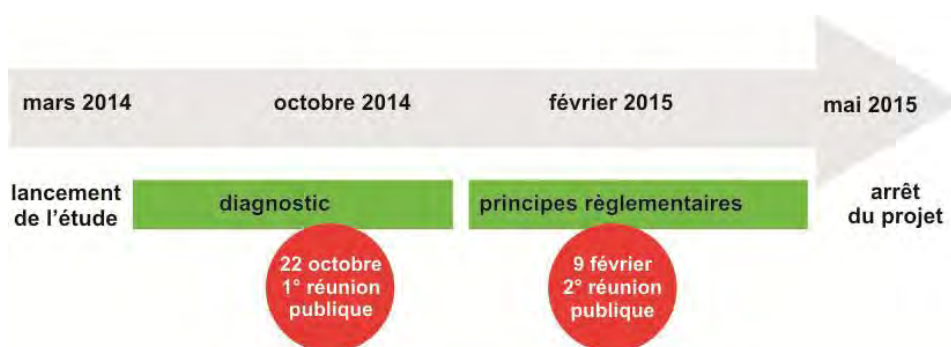 mars 2014
octobre 2014
février 2015
mai 2015
lancement
de l'étude
diagnostic
principes règlementaires
arrêt
du projet
22 octobre
1° réunion
publique
9 février
2° réunion
publique